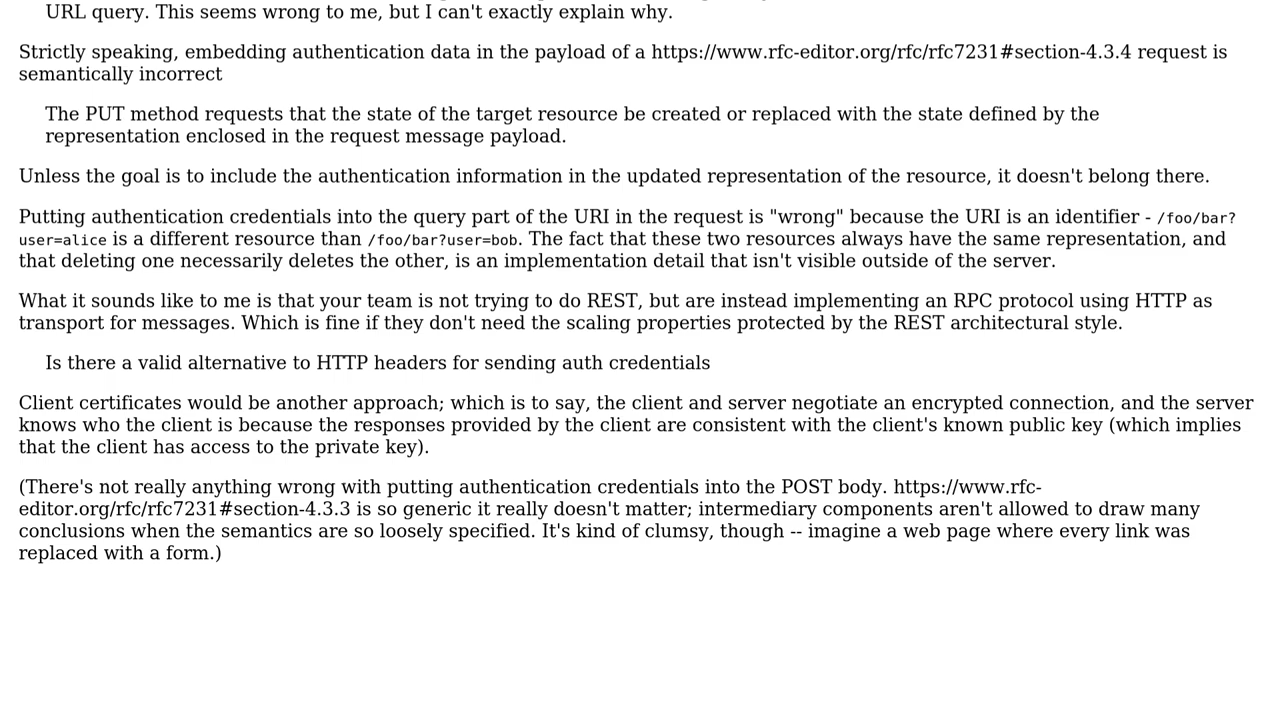 URL query. This seems wrong to me, but I can't exactly explain why.
Strictly speaking, embedding authentication data in the payload of a https://www.rfc-editor.org/rfc/rfc7231#section-4.3.4 request is
semantically incorrect
The PUT method requests that the state of the target resource be created or replaced with the state defined by the
representation enclosed in the request message payload.
Unless the goal is to include the authentication information in the updated representation of the resource, it doesn't belong there.
Putting authentication credentials into the query part of the URI in the request is "wrong" because the URI is an identifier - /foo/bar?
user=alice is a different resource than /foo/bar?user=bob. The fact that these two resources always have the same representation, and
that deleting one necessarily deletes the other, is an implementation detail that isn't visible outside of the server.
What it sounds like to me is that your team is not trying to do REST, but are instead implementing an RPC protocol using HTTP as
transport for messages. Which is fine if they don't need the scaling properties protected by the REST architectural style.
Is there a valid alternative to HTTP headers for sending auth credentials
Client certificates would be another approach; which is to say, the client and server negotiate an encrypted connection, and the server
knows who the client is because the responses provided by the client are consistent with the client's known public key (which implies
that the client has access to the private key).
(There's not really anything wrong with putting authentication credentials into the POST body. https://www.rfc-
editor.org/rfc/rfc7231#section-4.3.3 is so generic it really doesn't matter; intermediary components aren't allowed to draw many
conclusions when the semantics are so loosely specified. It's kind of clumsy, though -- imagine a web page where every link was
replaced with a form.)